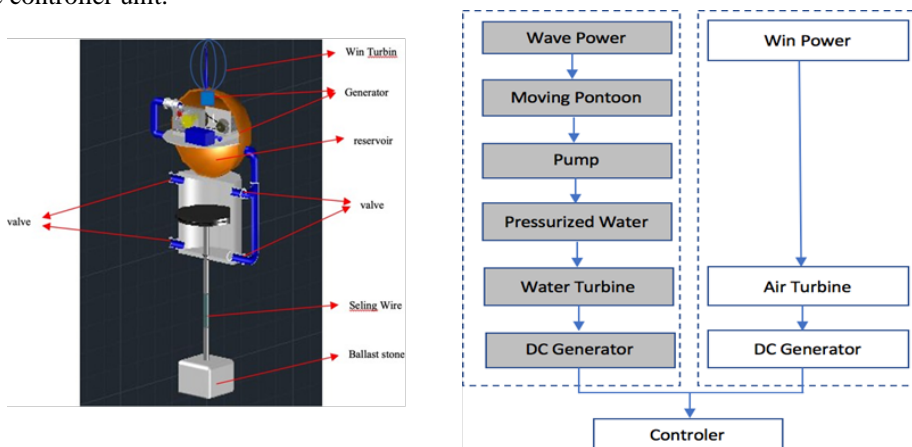 controller unit.
Win Turbin
Generator
reservoir
valve
valve
Seling Wire
Ballast stone
Wave Power
Moving Pontoon
Pump
Pressurized Water
Water Turbine
DC Generator
Win Power
Air Turbine
DC Generator
Controler